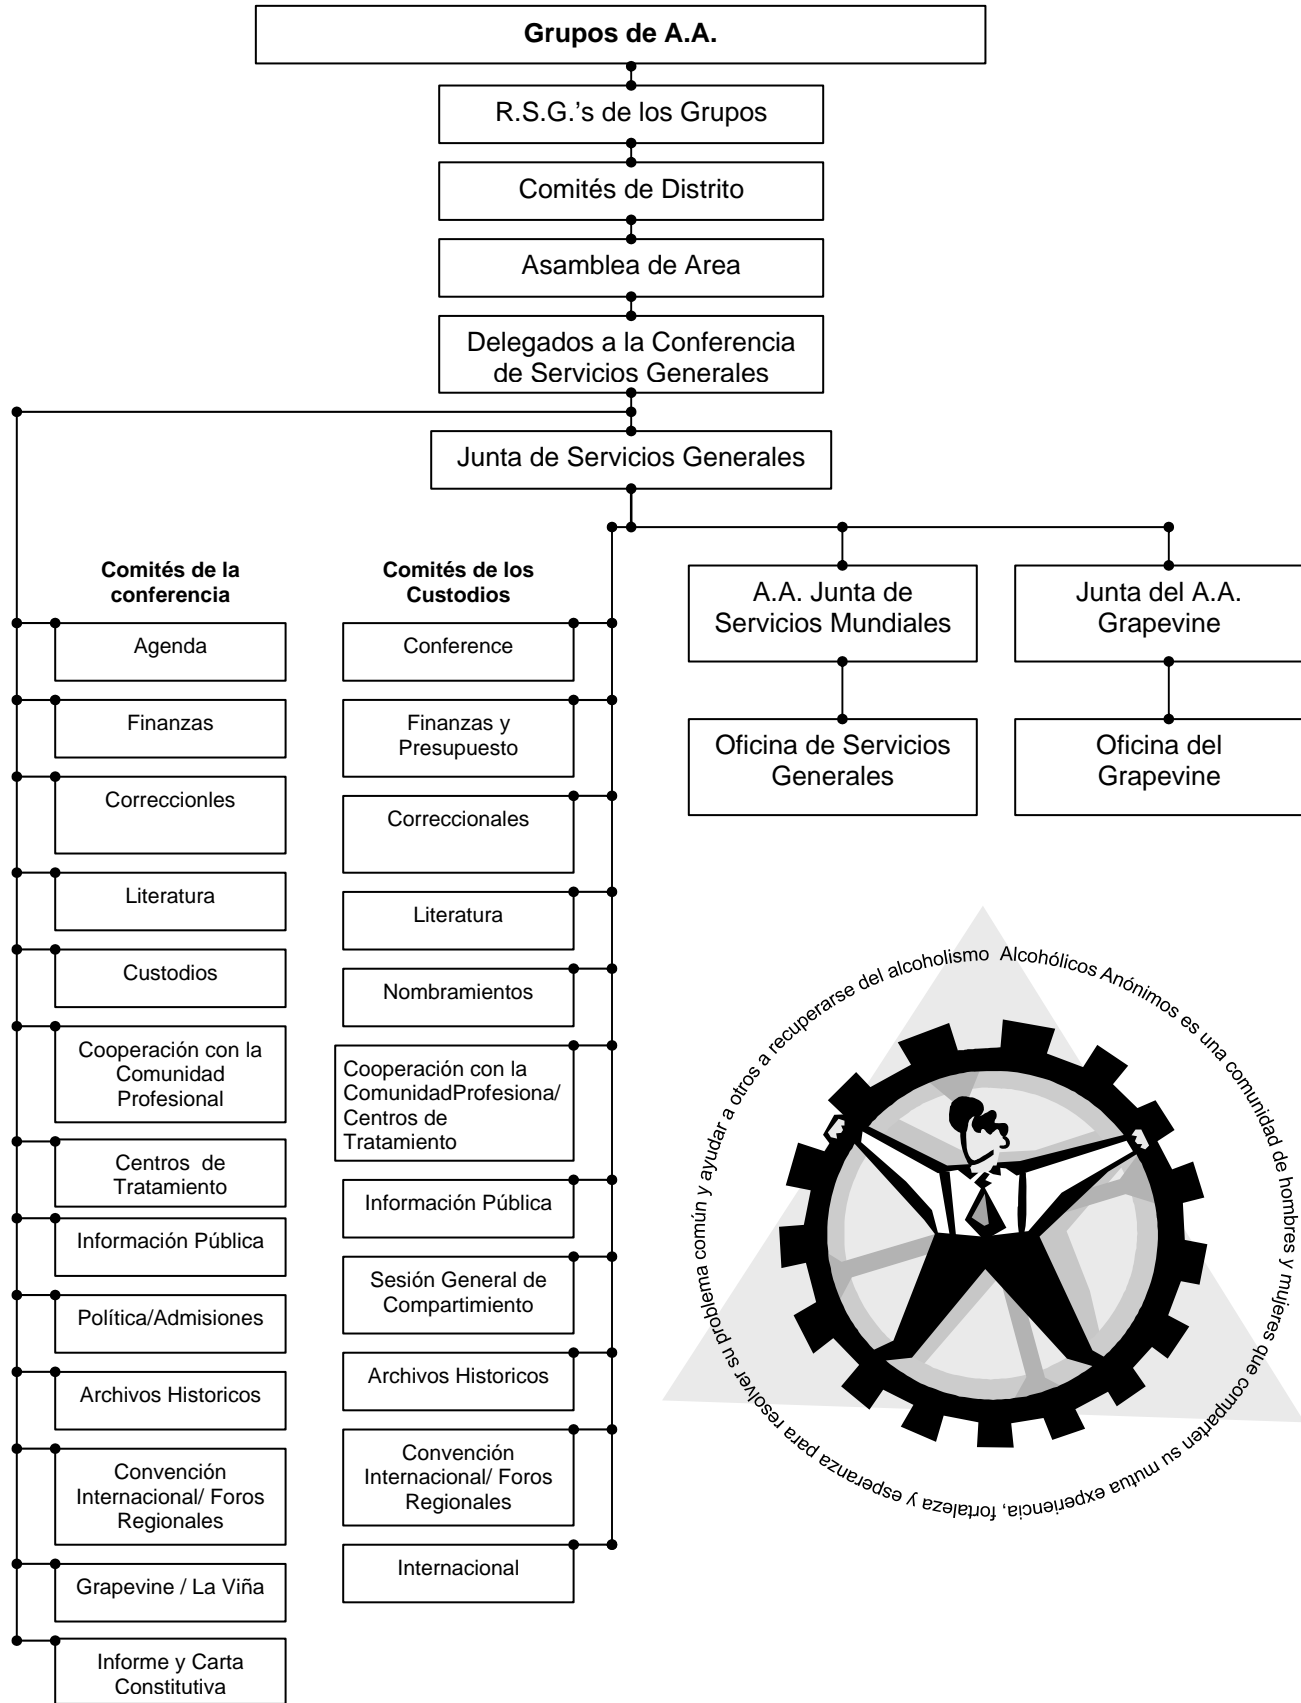 Grupos de A.A.
R.S.G.'s de los Grupos
Comités de Distrito
Asamblea de Area
Delegados a la Conferencia
de Servicios Generales
Junta de Servicios Generales
Comités de la
conferencia
Agenda
Finanzas
Correccionles
Literatura
Custodios
Cooperación con la
Comunidad
Profesional
Centros de
Tratamiento
Información Pública
Política/Admisiones
Archivos Historicos
Convención
Internacional/ Foros
Regionales
Grapevine / La Viña
Informe y Carta
Constitutiva
Comités de los
Custodios
Conference
Finanzas y
Presupuesto
Correccionales
Literatura
Nombramientos
Cooperación con la
ComunidadProfesiona/
Centros de
Tratamiento
Información Pública
Sesión General de
Compartimiento
Archivos Historicos
Convención
Internacional/ Foros
Regionales
Internacional
A.A. Junta de
Servicios Mundiales
Oficina de Servicios
Generales
Junta del A.A.
Grapevine
Oficina del
Grapevine
Alcohólicos Anónimos es una comunidad de hombres y mujeres que comparten su mutua experiencia, fortaleza y esperanza para resolver su problema común y ayudar a otros a recuperarse del alcoholismo